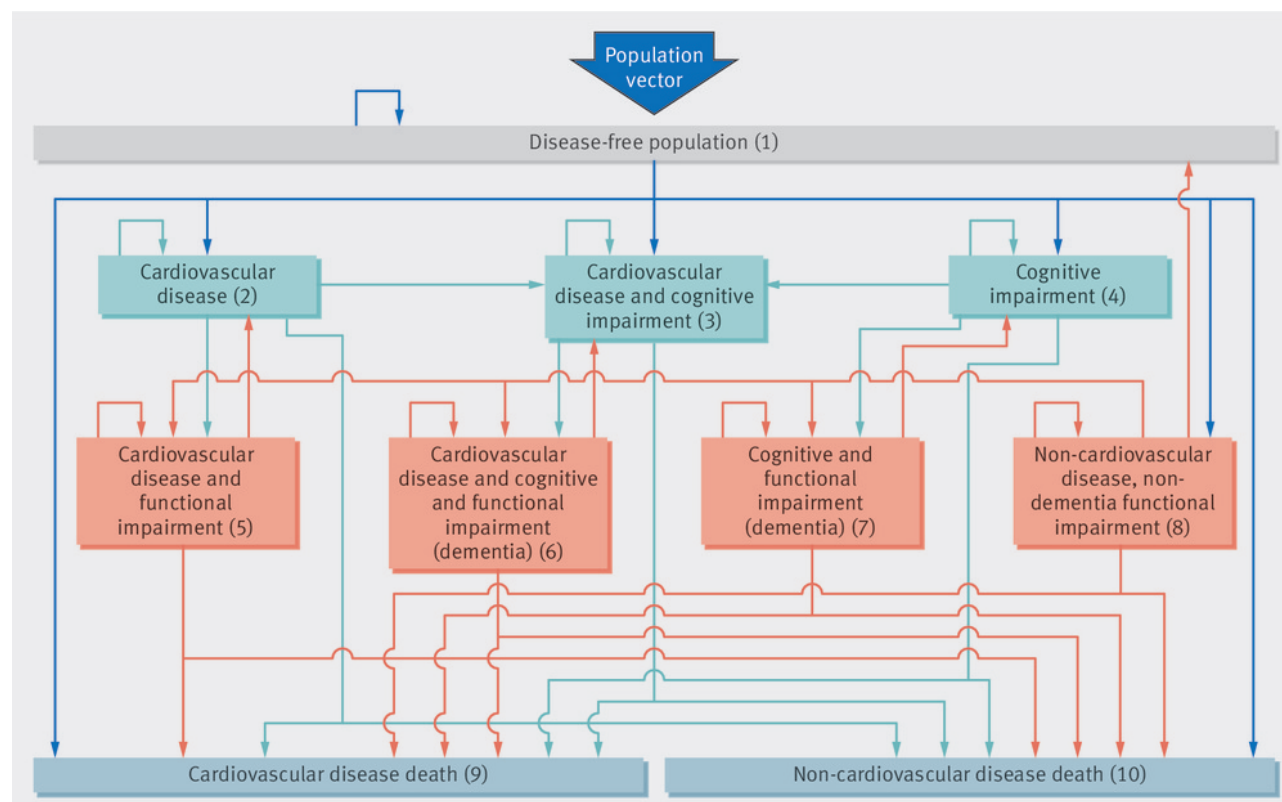 Population
vector
Disease-free population (1)
Cardiovascular
disease (2)
Cardiovascular
disease and cognitive
impairment (3)
Cognitive
impairment (4)
Cardiovascular
disease and
functional
impairment (5)
Cardiovascular
disease and cognitive
and functional
impairment
(dementia) (6)
Cognitive and
functional
impairment
(dementia) (7)
Non-cardiovascular
disease, non-
dementia functional
impairment (8)
Cardiovascular disease death (9)
Non-cardiovascular disease death (10)